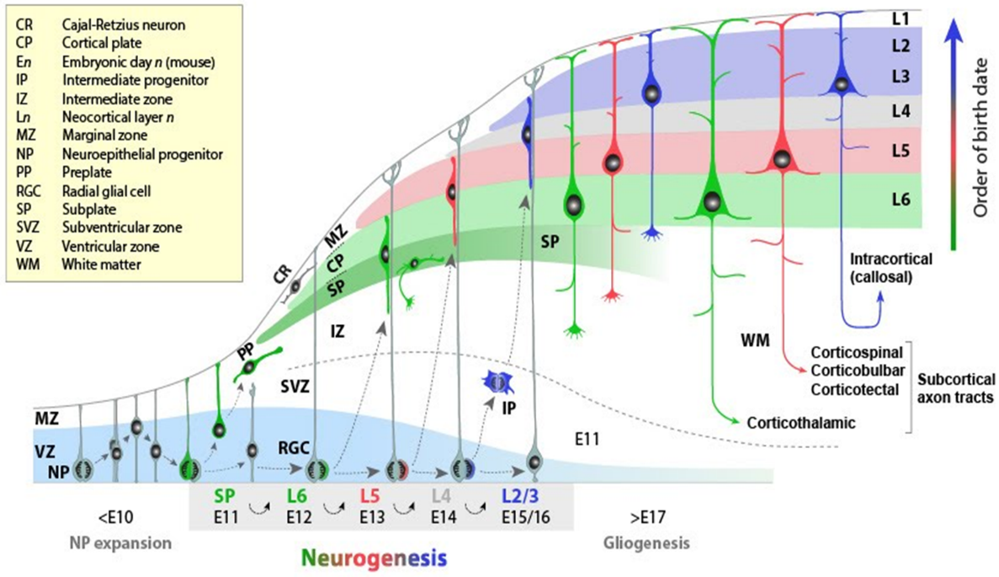 CR Cajal-Retzius neuron
CP Cortical plate
En Embryonic day n (mouse)
IP Intermediate progenitor
IZ Intermediate zone
Ln Neocortical layer n
MZ Marginal zone
NP Neuroepithelial progenitor
PP Preplate
RGC Radial glial cell
SP Subplate
SVZ Subventricular zone
VZ Ventricular zone
WM White matter
L1
L2
L3
L4
L5
L6
Order of birth date
MZ
CP
SP
CR
SP
IZ
PP
SVZ
IP
RGC
E11
WM
Intracortical
(callosal)
Corticospinal
Corticobulbar
Corticotectal
Subcortical
axon tracts
Corticothalamic
MZ
VZ
NP
SP L6 L5 L4 L2/3
<E10 E11 E12 E13 E14 E15/16 >E17
NP expansion Gliogenesis
Neurogenesis